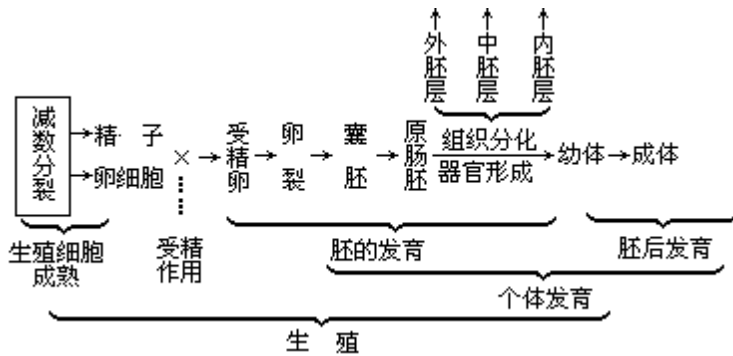 外胚层 中胚层 内胚层
减数分裂
精子
卵细胞
×
受精卵
卵裂
囊胚
原肠胚
组织分化
器官形成
幼体
成体
生殖细胞
成熟
受精
作用
胚的发育
胚后发育
个体发育
生 殖